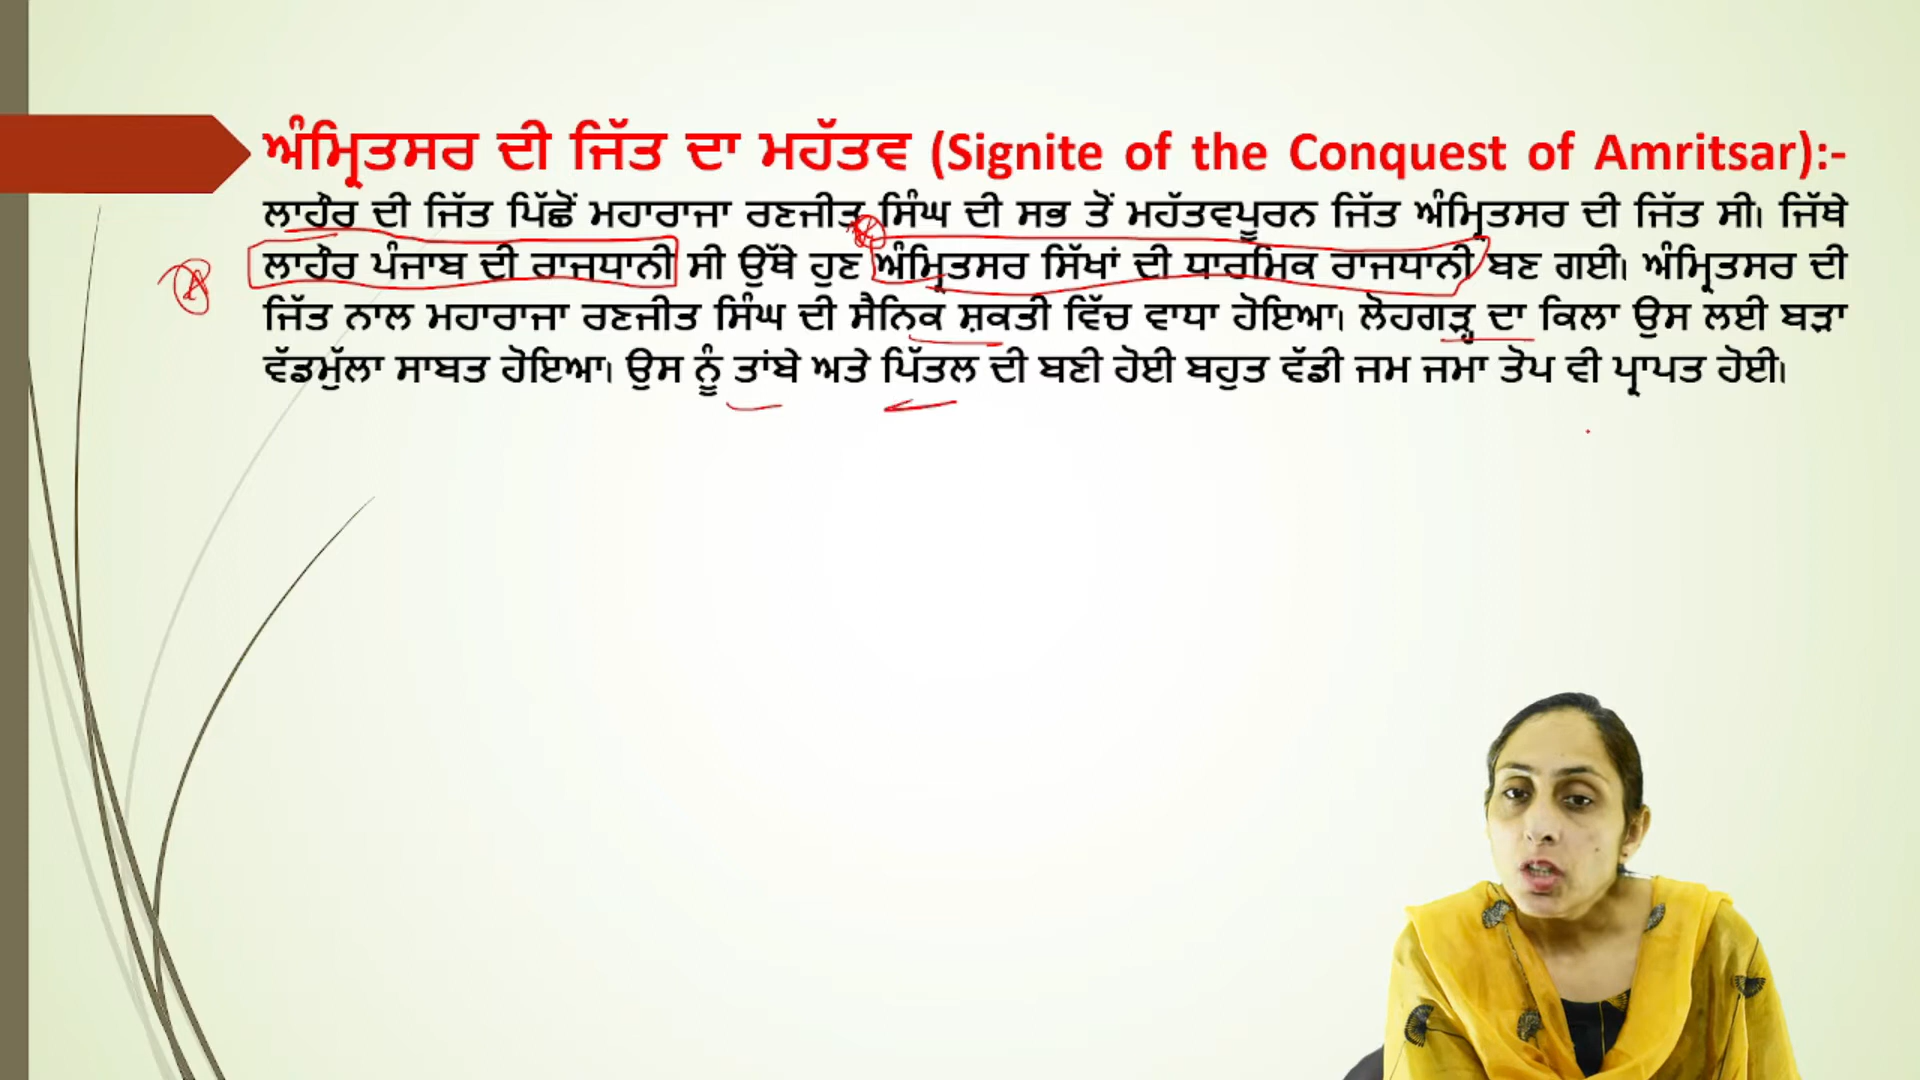 ਅੰਮ੍ਰਿਤਸਰ ਦੀ ਜਿੱਤ ਦਾ ਮਹੱਤਵ (Signite of the Conquest of Amritsar):-
ਲਾਹੌਰ ਦੀ ਜਿੱਤ ਪਿੱਛੋਂ ਮਹਾਰਾਜਾ ਰਣਜੀਤ ਸਿੰਘ ਦੀ ਸਭ ਤੋਂ ਮਹੱਤਵਪੂਰਨ ਜਿੱਤ ਅੰਮ੍ਰਿਤਸਰ ਦੀ ਜਿੱਤ ਸੀ। ਜਿੱਥੇ
ਲਾਹੌਰ ਪੰਜਾਬ ਦੀ ਰਾਜਧਾਨੀ ਸੀ ਉੱਥੇ ਹੁਣ ਅੰਮ੍ਰਿਤਸਰ ਸਿੱਖਾਂ ਦੀ ਧਾਰਮਿਕ ਰਾਜਧਾਨੀ ਬਣ ਗਈ। ਅੰਮ੍ਰਿਤਸਰ ਦੀ
ਜਿੱਤ ਨਾਲ ਮਹਾਰਾਜਾ ਰਣਜੀਤ ਸਿੰਘ ਦੀ ਸੈਨਿਕ ਸ਼ਕਤੀ ਵਿੱਚ ਵਾਧਾ ਹੋਇਆ। ਲੋਹਗੜ੍ਹ ਦਾ ਕਿਲਾ ਉਸ ਲਈ ਬੜਾ
ਵੱਡਮੁੱਲਾ ਸਾਬਤ ਹੋਇਆ। ਉਸ ਨੂੰ ਤਾਂਬੇ ਅਤੇ ਪਿੱਤਲ ਦੀ ਬਣੀ ਹੋਈ ਬਹੁਤ ਵੱਡੀ ਜਮ ਜਮਾ ਤੋਪ ਵੀ ਪ੍ਰਾਪਤ ਹੋਈ।